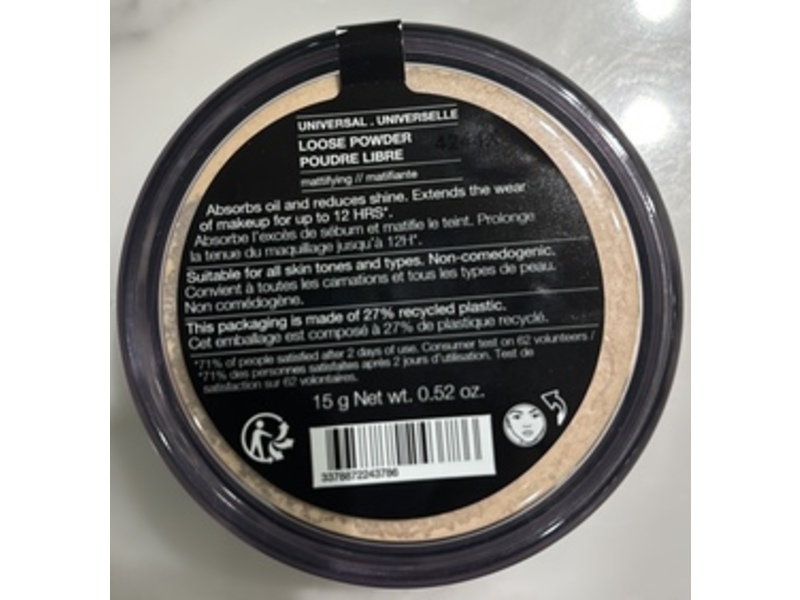 UNIVERSAL . UNIVERSELLE
LOOSE POWDER
POUDRE LIBRE
mattifying // matifiante
Absorbs oil and reduces shine. Extends the wear
of makeup for up to 12 HRS*.
Absorbe l'excès de sébum et matifie le teint. Prolonge
la tenue du maquillage jusqu'à 12H*.
Suitable for all skin tones and types. Non-comedogenic.
Convient à toutes les carnations et tous les types de peau.
Non comédogène.
This packaging is made of 27% recycled plastic.
Cet emballage est composé à 27% de plastique recyclé.
*71% of people satisfied after 2 days of use. Consumer test on 62 volunteers /
*71% des personnes satisfaites après 2 jours d'utilisation. Test de
satisfaction sur 62 volontaires.
15 g Net wt. 0.52 oz.
3378872243786